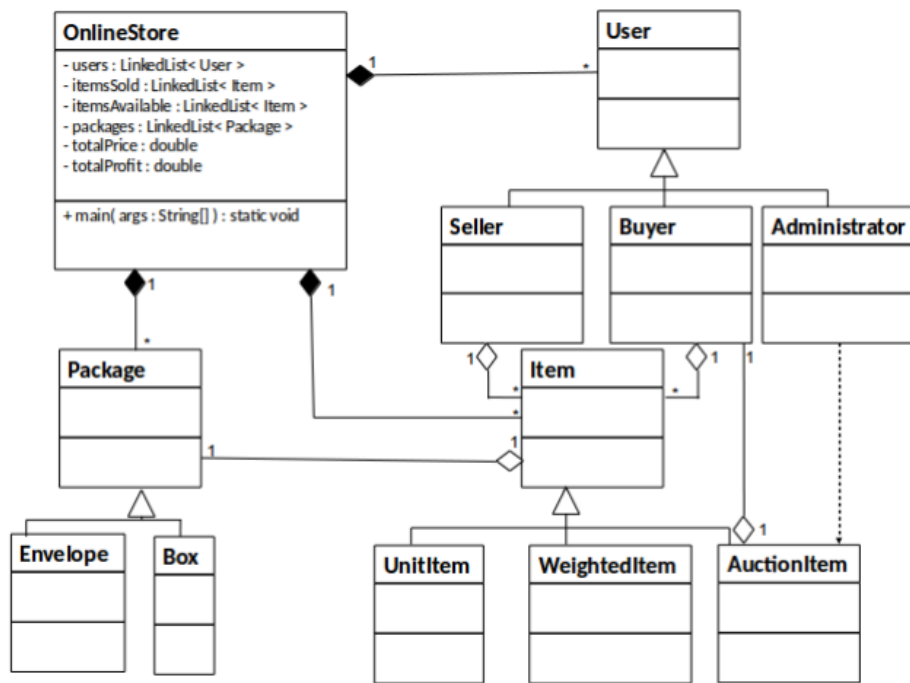 OnlineStore
- users : LinkedList< User >
- itemsSold : LinkedList< Item >
- itemsAvailable : LinkedList< Item >
- packages : LinkedList< Package >
- totalPrice : double
- totalProfit : double
+ main( args : String[] ) : static void
1
*
User
Seller
Buyer
Administrator
1
1
*
Package
1
*
Item
1
*
1
*
1
1
1
Envelope
Box
UnitItem
WeightedItem
AuctionItem
1